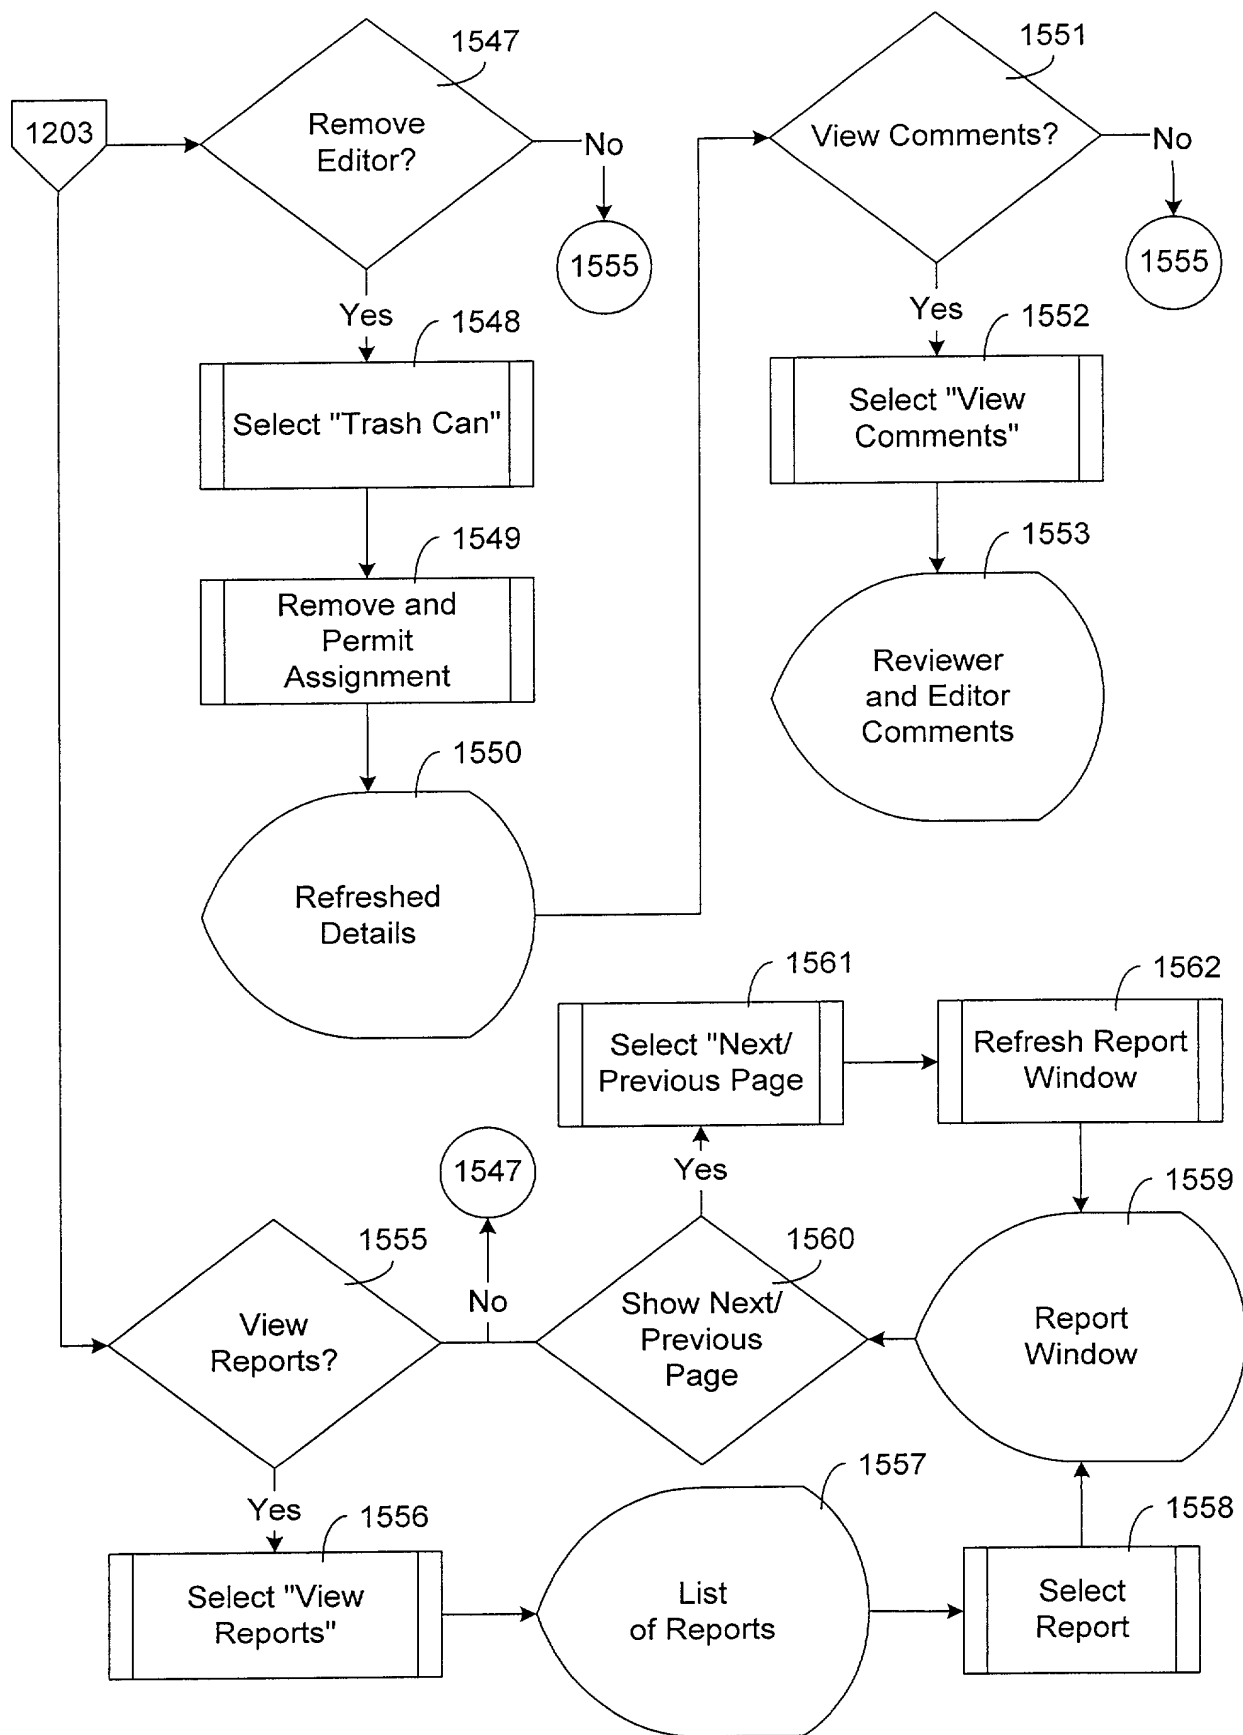 1203
1547
Remove
Editor?
No
1555
Yes
1548
Select "Trash Can"
1549
Remove and
Permit
Assignment
1550
Refreshed
Details
1551
View Comments?
No
1555
Yes
1552
Select "View
Comments"
1553
Reviewer
and Editor
Comments
1561
Select "Next/
Previous Page
1562
Refresh Report
Window
1547
Yes
1559
1555
View
Reports?
No
1560
Show Next/
Previous
Page
Report
Window
Yes
1556
Select "View
Reports"
1557
List
of Reports
1558
Select
Report